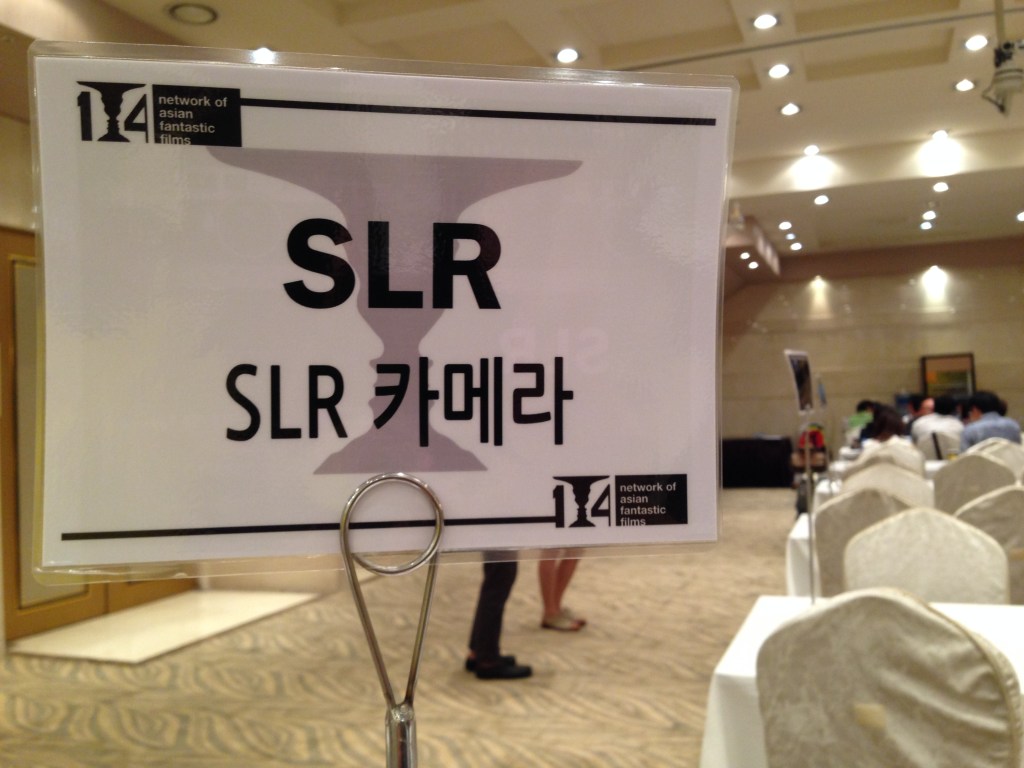 14
network of
asian
fantastic
films
SLR
SLR 카메라
14
network of
asian
fantastic
films